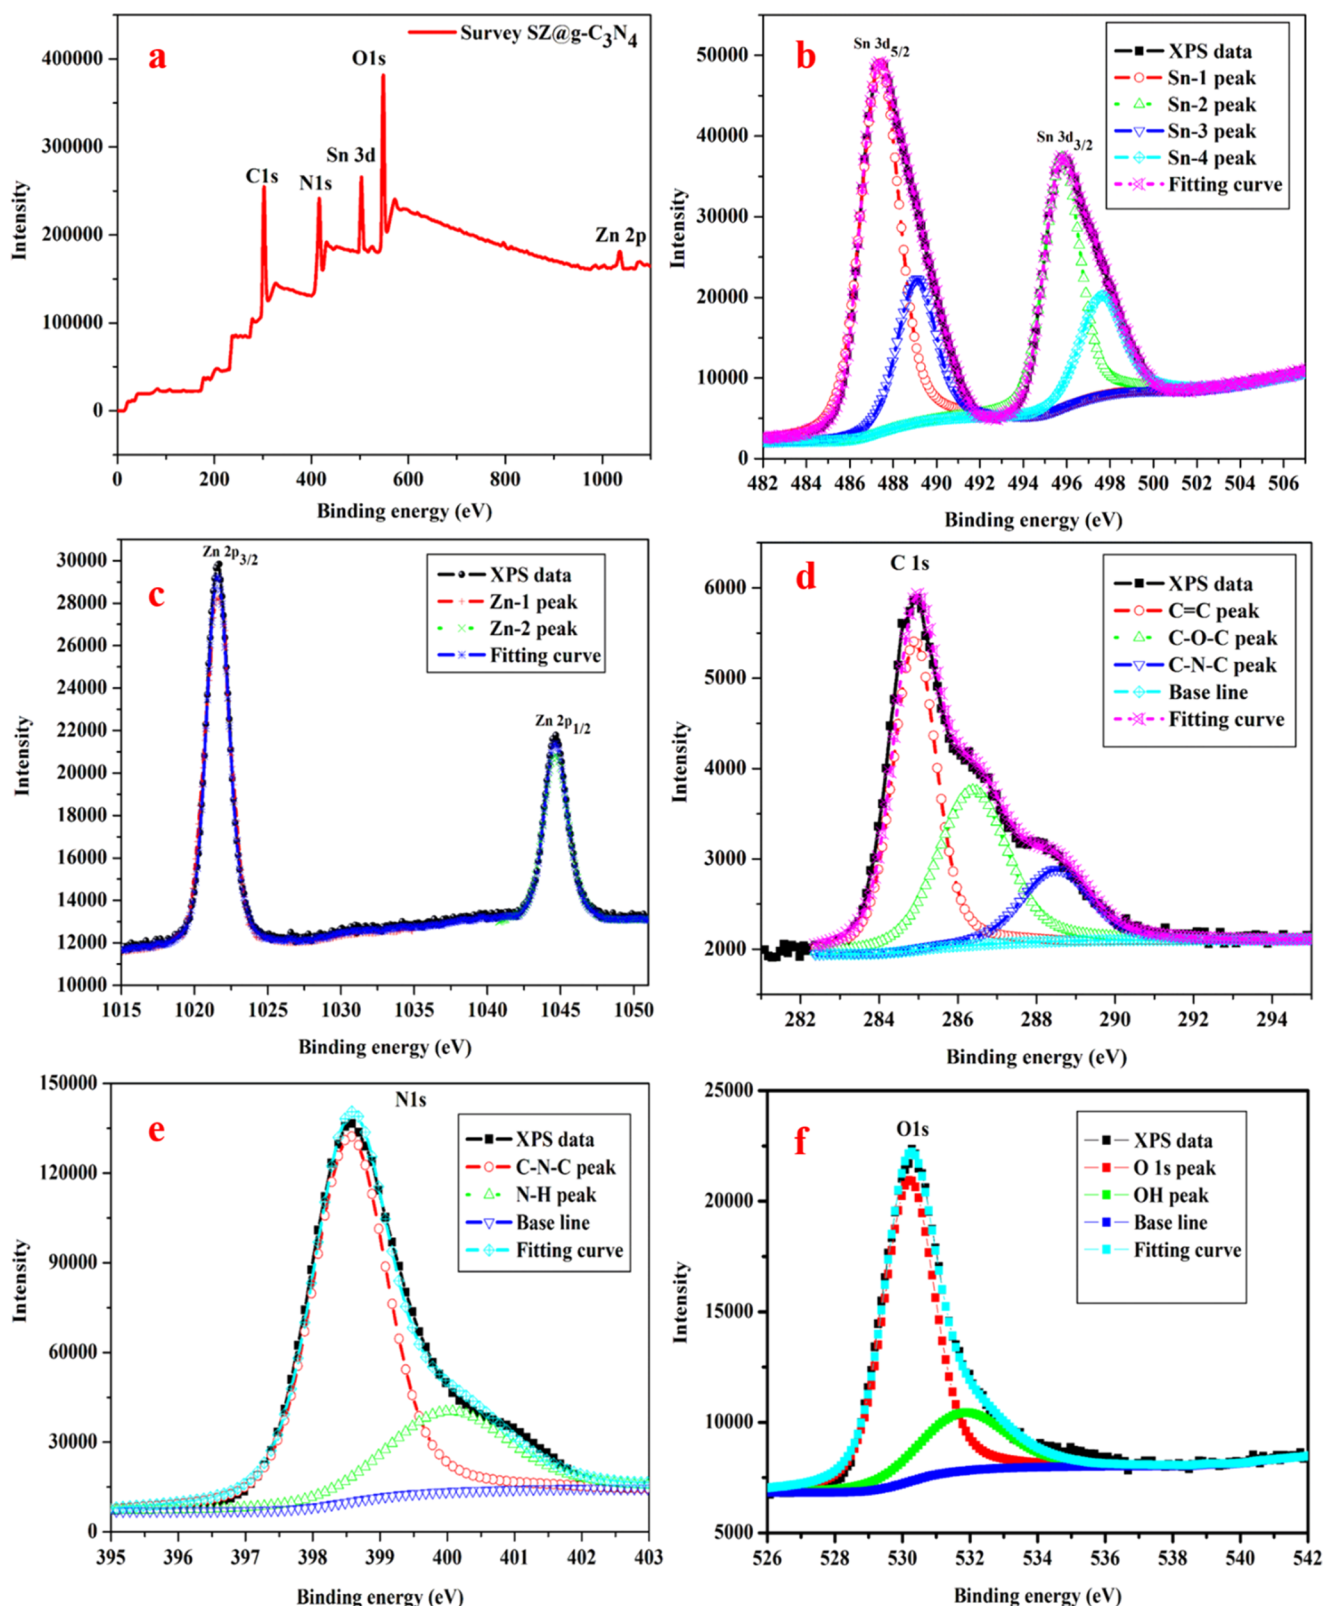 a
Survey SZ@g-C3N4
400000
300000
200000
100000
0
Intensity
C1s
N1s
Sn 3d
O1s
Zn 2p
0 200 400 600 800 1000
Binding energy (eV)
b
Sn 3d5/2
Sn 3d3/2
XPS data
Sn-1 peak
Sn-2 peak
Sn-3 peak
Sn-4 peak
Fitting curve
50000
40000
30000
20000
10000
0
Intensity
482 484 486 488 490 492 494 496 498 500 502 504 506
Binding energy (eV)
c
Zn 2p3/2
Zn 2p1/2
XPS data
Zn-1 peak
Zn-2 peak
Fitting curve
30000
28000
26000
24000
22000
20000
18000
16000
14000
12000
10000
Intensity
1015 1020 1025 1030 1035 1040 1045 1050
Binding energy (eV)
d
C 1s
XPS data
C=C peak
C-O-C peak
C-N-C peak
Base line
Fitting curve
6000
5000
4000
3000
2000
Intensity
282 284 286 288 290 292 294
Binding energy (eV)
e
N1s
XPS data
C-N-C peak
N-H peak
Base line
Fitting curve
150000
120000
90000
60000
30000
0
Intensity
395 396 397 398 399 400 401 402 403
Binding energy (eV)
f
O1s
XPS data
O 1s peak
OH peak
Base line
Fitting curve
25000
20000
15000
10000
5000
Intensity
526 528 530 532 534 536 538 540 542
Binding energy (eV)